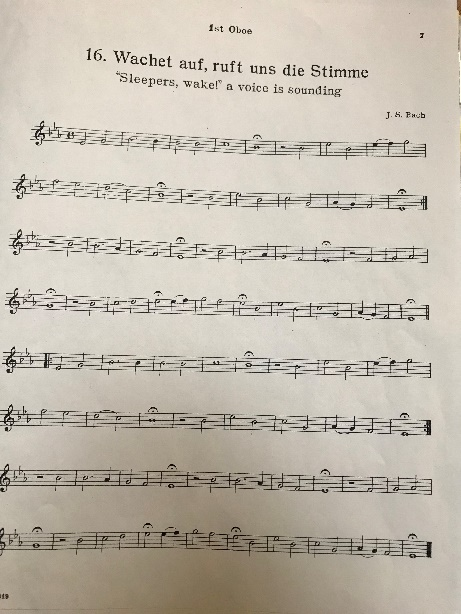 1st Oboe
7
16. Wachet auf, ruft uns die Stimme
"Sleepers, wake!" a voice is sounding
J. S. Bach